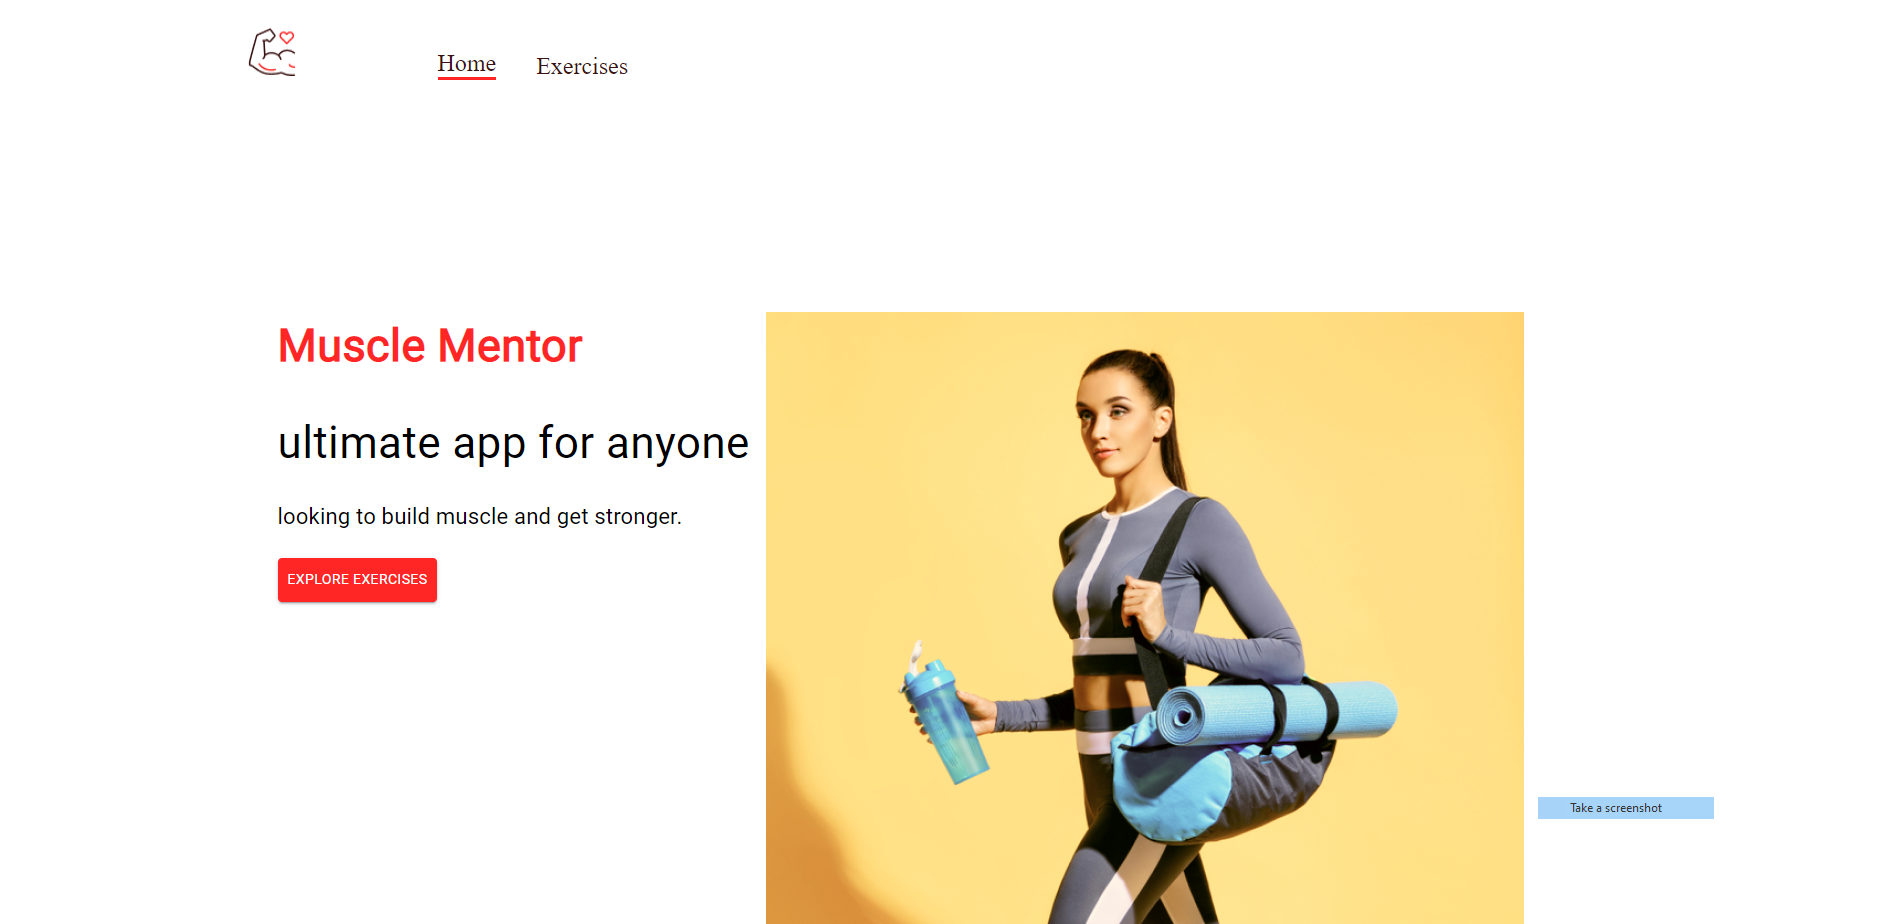 Home Exercises
Muscle Mentor
ultimate app for anyone
looking to build muscle and get stronger.
EXPLORE EXERCISES
Take a screenshot